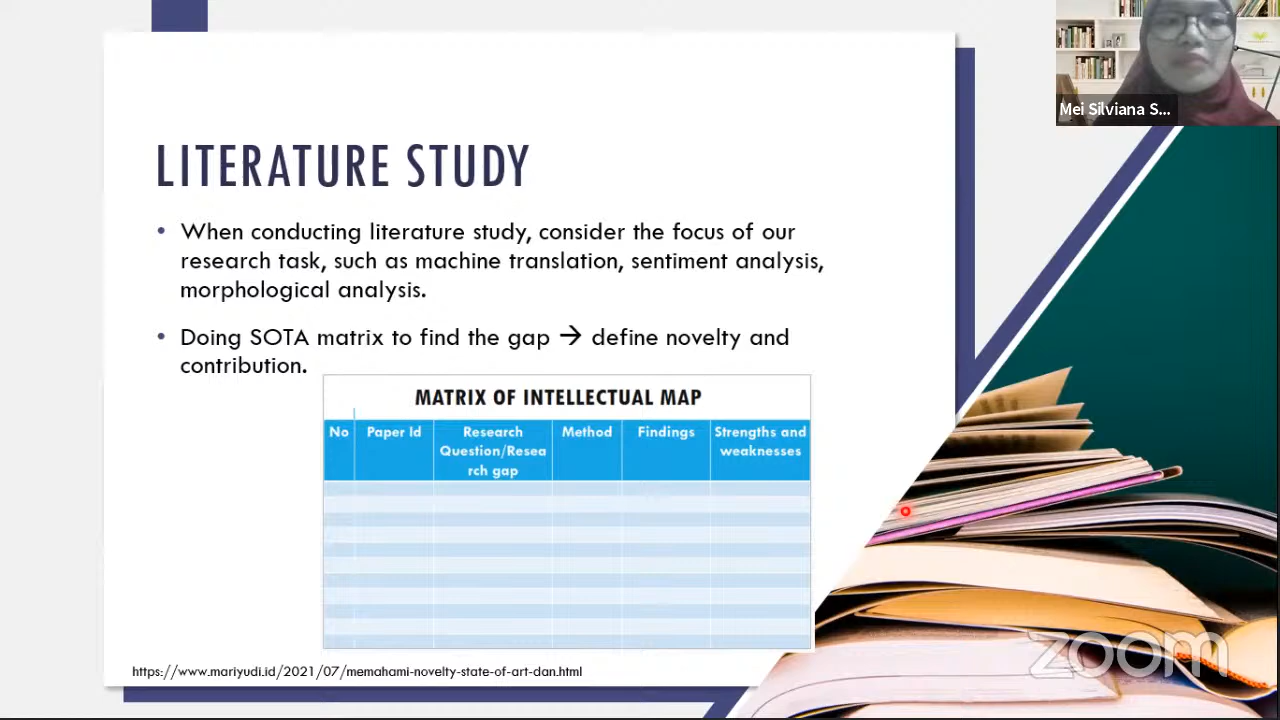 Mei Silviana S...
LITERATURE STUDY
• When conducting literature study, consider the focus of our
research task, such as machine translation, sentiment analysis,
morphological analysis.
• Doing SOTA matrix to find the gap → define novelty and
contribution.
MATRIX OF INTELLECTUAL MAP
No Paper Id Research Method Findings Strengths and
Question/Resea weaknesses
rch gap
https://www.mariyudi.id/2021/07/memahami-novelty-state-of-art-dan.html
zoom